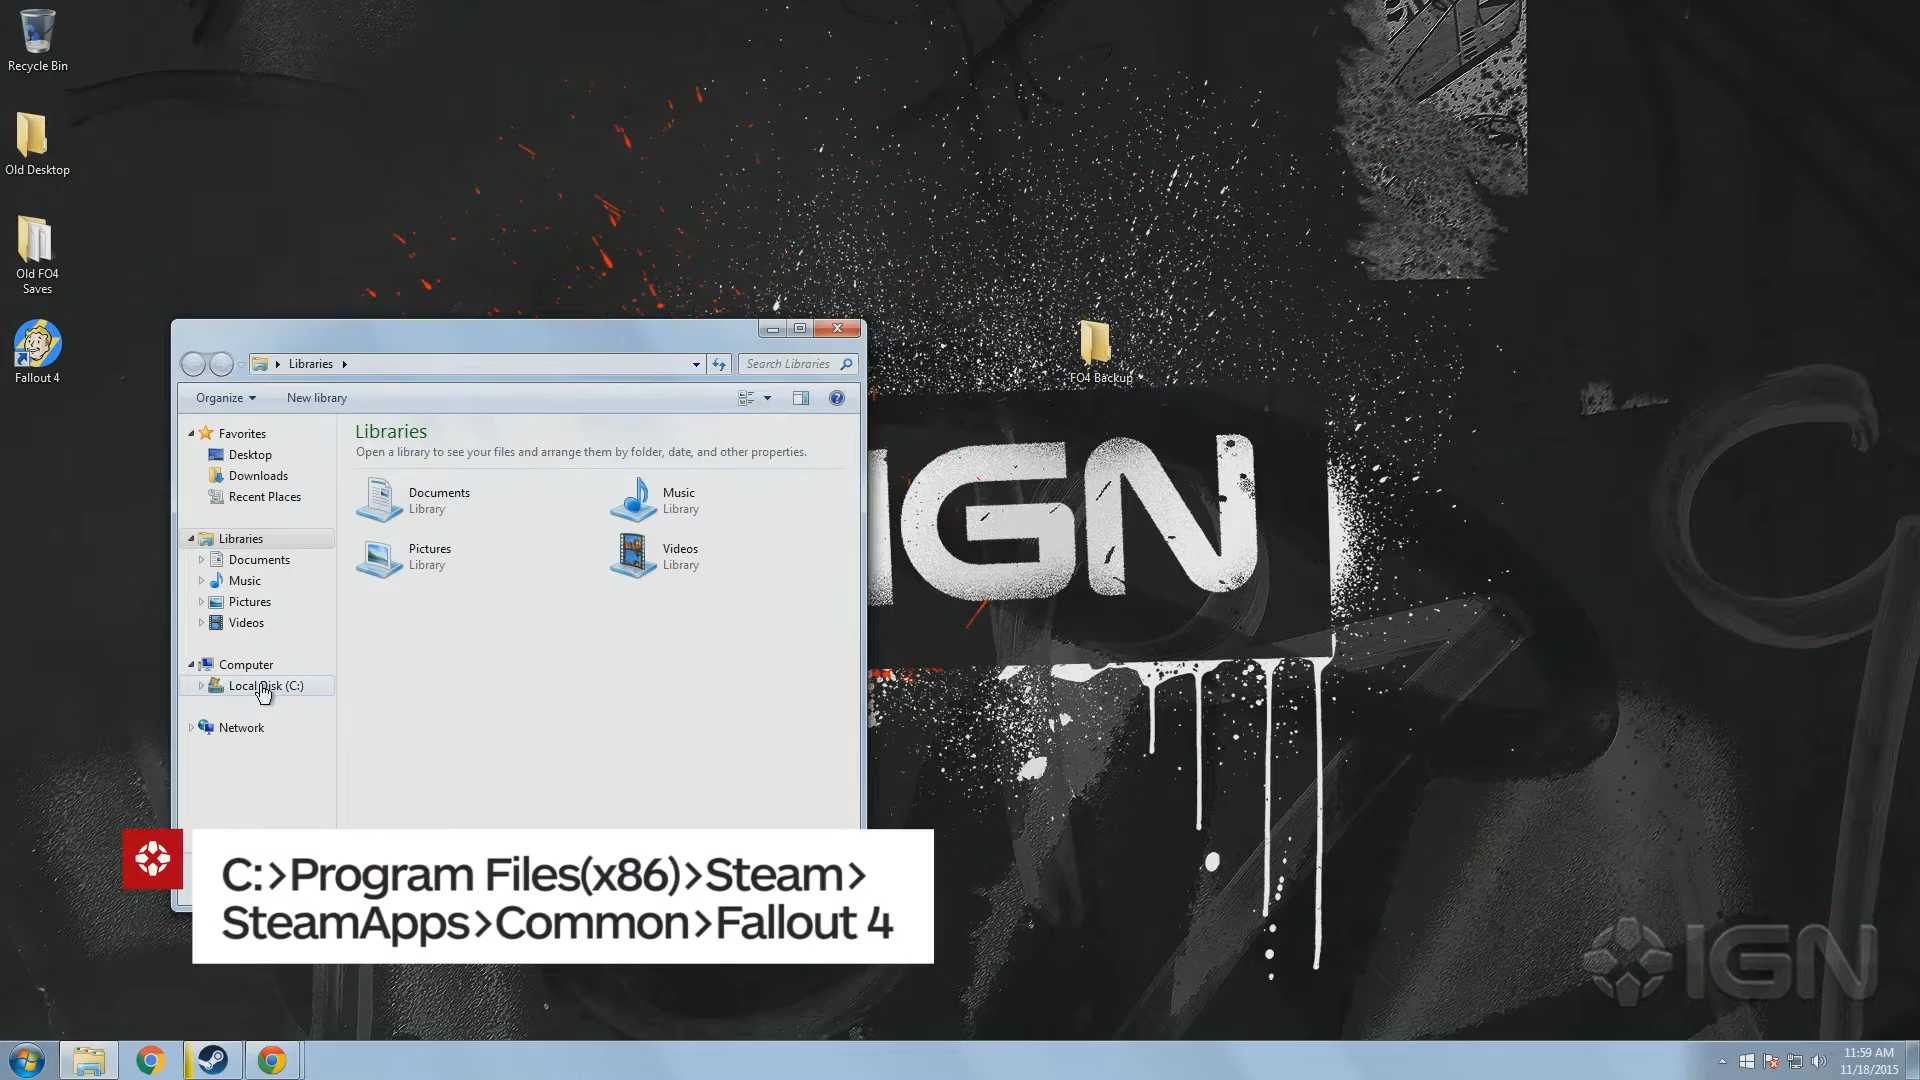 Recycle Bin
Old Desktop
Old FO4
Saves
Fallout 4
FO4 Backup
Libraries
Search Libraries
Organize
New library
Favorites
Desktop
Downloads
Recent Places
Libraries
Documents
Music
Pictures
Videos
Computer
Local Disk (C:)
Network
Libraries
Open a library to see your files and arrange them by folder, date, and other properties.
Documents
Library
Music
Library
Pictures
Library
Videos
Library
IGN
C:>Program Files(x86)>Steam>
SteamApps>Common>Fallout 4
IGN
11:59 AM
11/18/2015